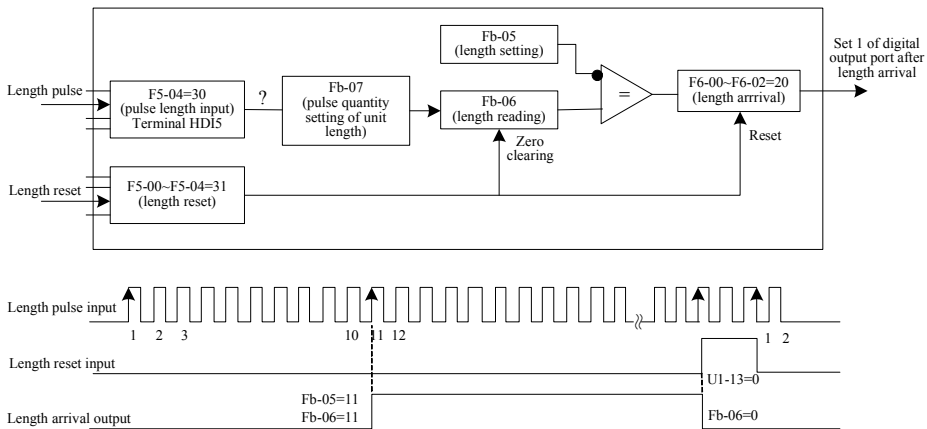 Length pulse
F5-04=30
(pulse length input)
Terminal HDI5
?
Fb-07
(pulse quantity
setting of unit
length)
Fb-05
(length setting)
Fb-06
(length reading)
=
F6-00~F6-02=20
(length arrrival)
Set 1 of digital
output port after
length arrival
Zero
clearing
Reset
Length reset
F5-00~F5-04=31
(length reset)
Length pulse input
1 2 3 10 11 12 1 2
Length reset input
U1-13=0
Fb-05=11
Fb-06=11
Length arrival output
Fb-06=0